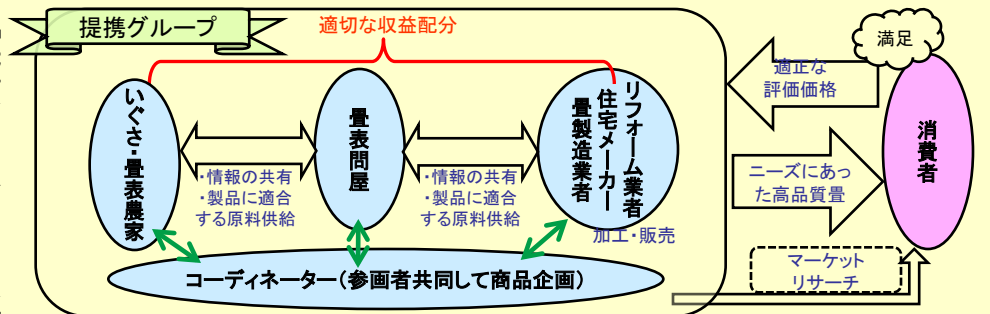 提携グループ
適切な収益配分
満足
適正な
評価価格
いぐさ・畳表農家
畳表問屋
リフォーム業者
住宅メーカー
畳製造業者
消費者
・情報の共有
・製品に適合
する原料供給
・情報の共有
・製品に適合
する原料供給
ニーズにあっ
た高品質畳
加工・販売
コーディネーター(参画者共同して商品企画)
マーケット
リサーチ